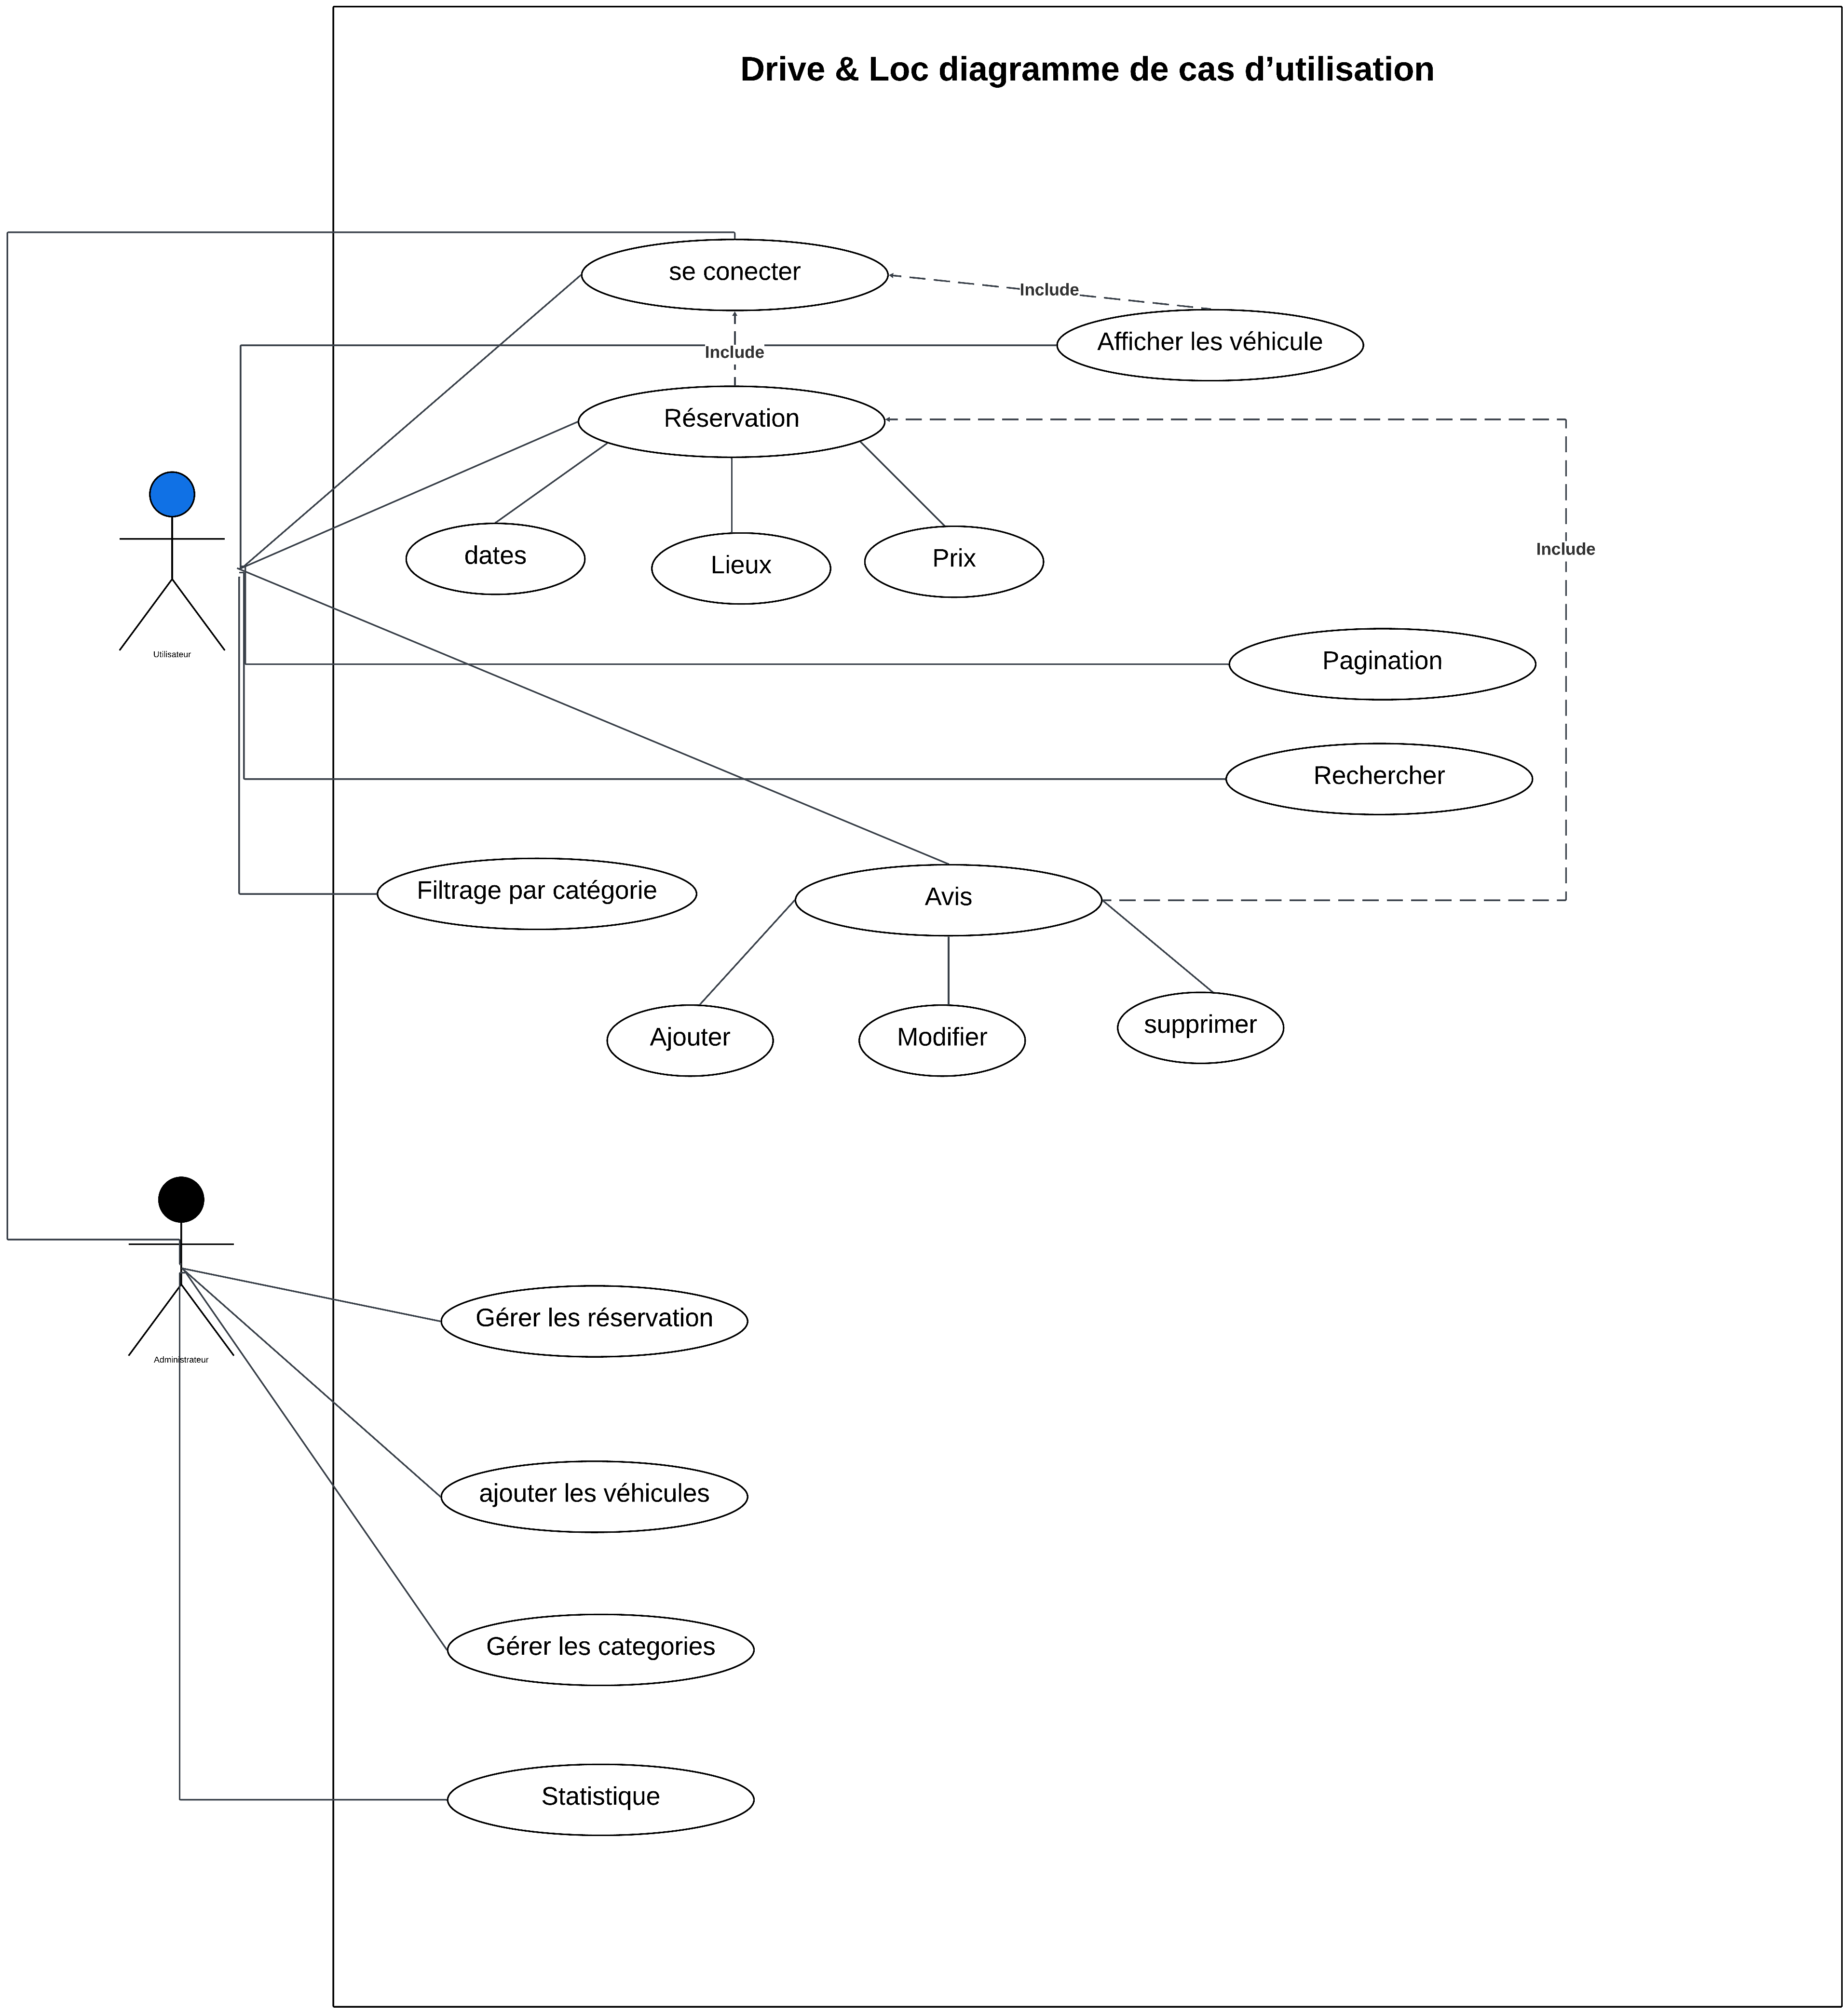 Drive & Loc diagramme de cas d’utilisation
se conecter
Include
Afficher les véhicule
Include
Réservation
dates
Lieux
Prix
Include
Utilisateur
Pagination
Rechercher
Filtrage par catégorie
Avis
Ajouter
Modifier
supprimer
Administrateur
Gérer les réservation
ajouter les véhicules
Gérer les categories
Statistique